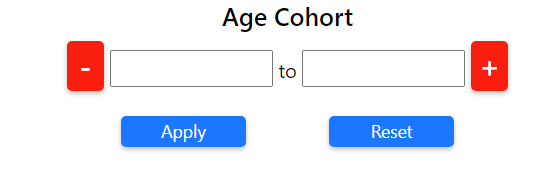 Age Cohort
- to +
Apply Reset